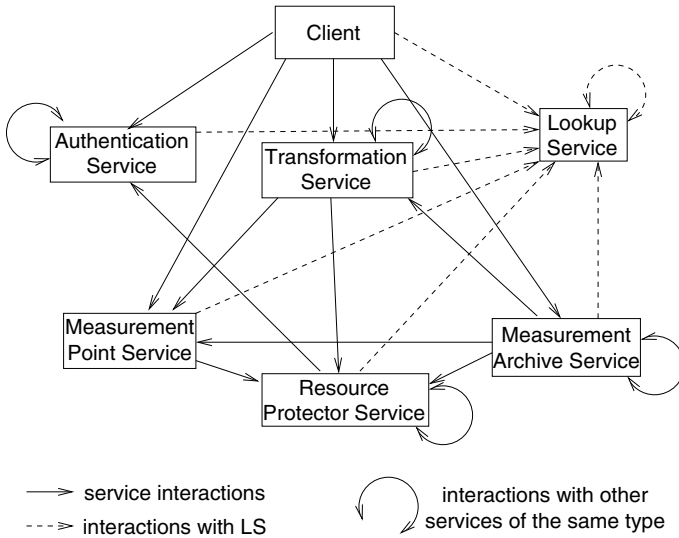 Client
Authentication
Service
Transformation
Service
Lookup
Service
Measurement
Point Service
Measurement
Archive Service
Resource
Protector Service
service interactions
interactions with LS
interactions with other
services of the same type